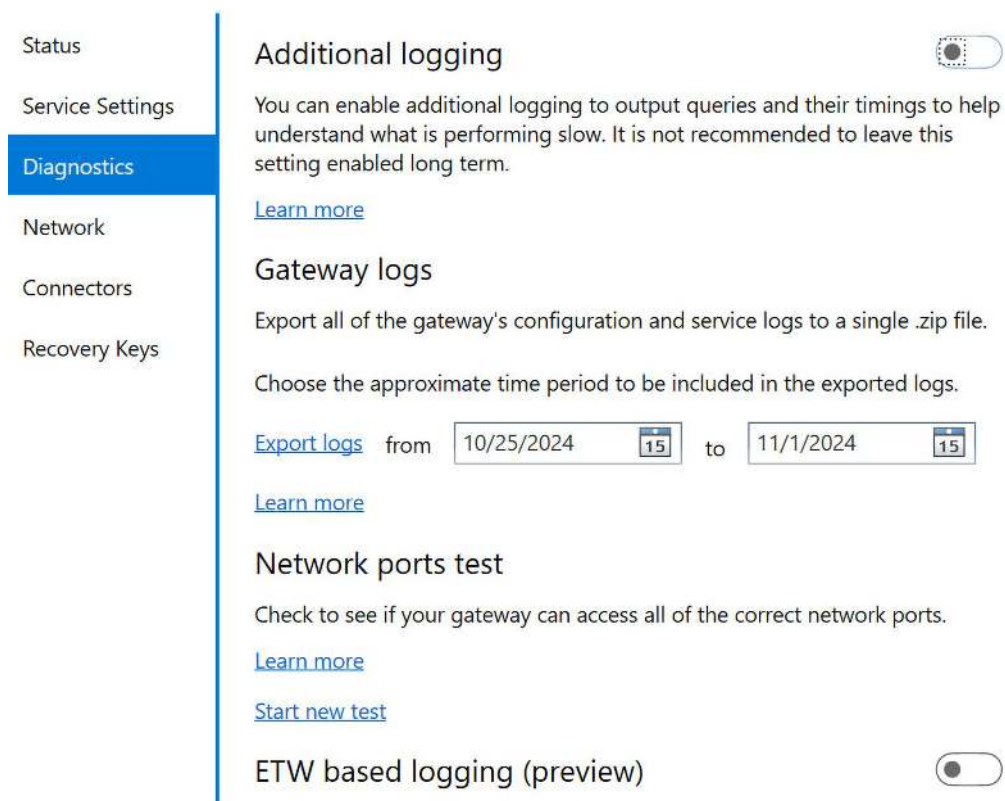 Status
Service Settings
Diagnostics
Network
Connectors
Recovery Keys
Additional logging
You can enable additional logging to output queries and their timings to help
understand what is performing slow. It is not recommended to leave this
setting enabled long term.
Learn more
Gateway logs
Export all of the gateway's configuration and service logs to a single .zip file.
Choose the approximate time period to be included in the exported logs.
Export logs from 10/25/2024 15 to 11/1/2024 15
Learn more
Network ports test
Check to see if your gateway can access all of the correct network ports.
Learn more
Start new test
ETW based logging (preview)